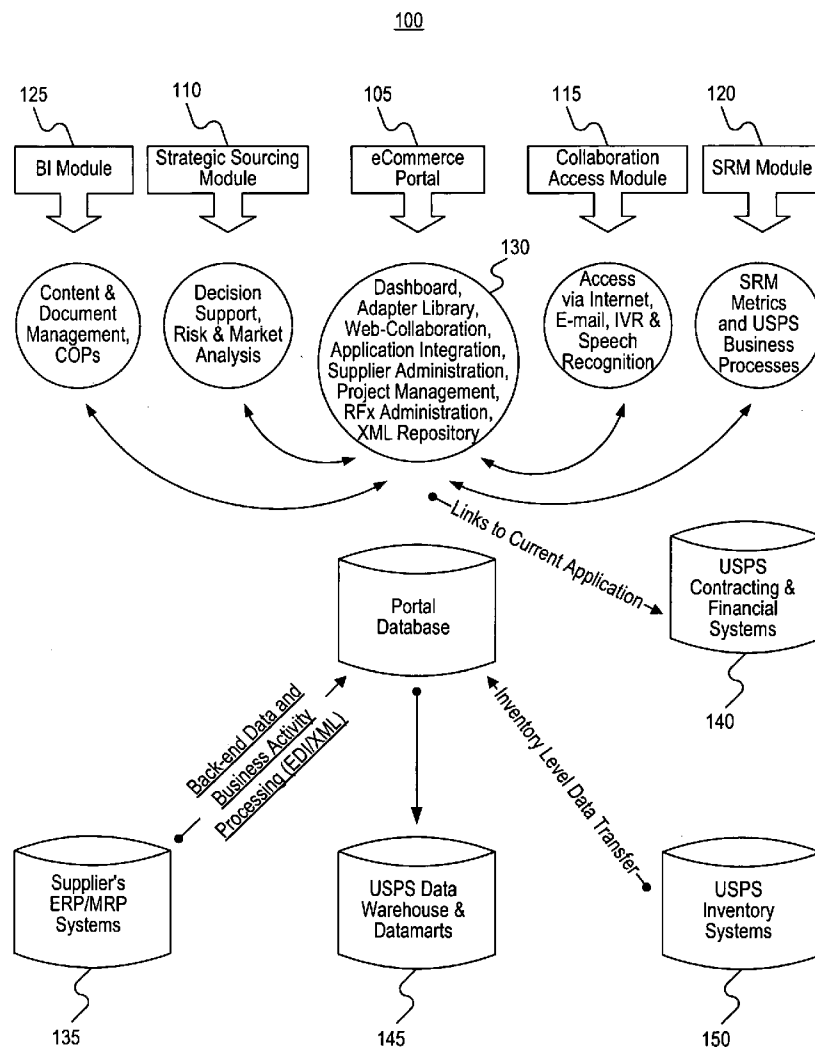 100
125
110
105
115
120
BI Module
Strategic Sourcing
Module
eCommerce
Portal
Collaboration
Access Module
SRM Module
130
Content &
Document
Management,
COPs
Decision
Support,
Risk & Market
Analysis
Dashboard,
Adapter Library,
Web-Collaboration,
Application Integration,
Supplier Administration,
Project Management,
RFx Administration,
XML Repository
Access
via Internet,
E-mail, IVR &
Speech
Recognition
SRM
Metrics
and USPS
Business
Processes
Links to Current Application
Portal
Database
USPS
Contracting &
Financial
Systems
140
Back-end Data and
Business Activity
Processing (EDI/XML)
Inventory Level Data Transfer
Supplier's
ERP/MRP
Systems
USPS Data
Warehouse &
Datamarts
USPS
Inventory
Systems
135
145
150